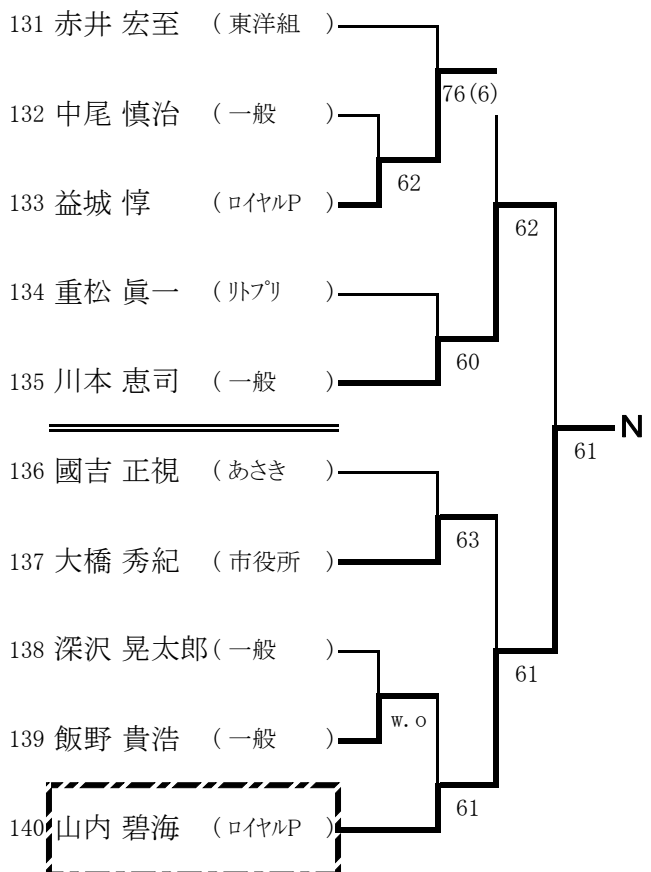 131 赤井 宏至 ( 東洋組 )
76(6)
132 中尾 慎治 ( 一般 )
62
133 益城 惇 ( ロイヤルP )
62
134 重松 眞一 ( リトプリ )
60
135 川本 恵司 ( 一般 )
N
61
136 國吉 正視 ( あさき )
63
137 大橋 秀紀 ( 市役所 )
138 深沢 晃太郎 ( 一般 )
61
w.o
139 飯野 貴浩 ( 一般 )
61
140 山内 碧海 ( ロイヤルP )